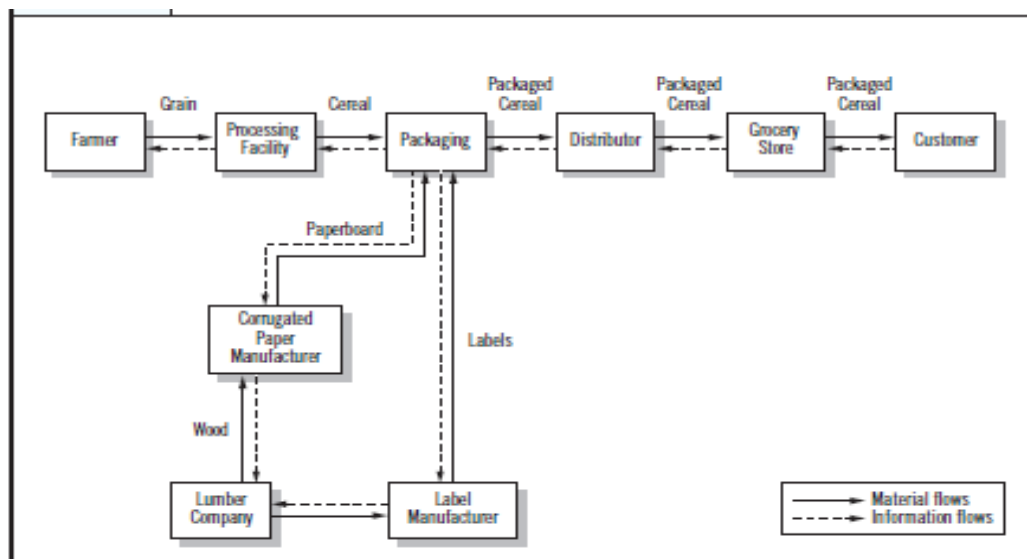 Grain
Cereal
Packaged
Cereal
Packaged
Cereal
Packaged
Cereal
Farmer
Processing
Facility
Packaging
Distributor
Grocery
Store
Customer
Paperboard
Corrugated
Paper
Manufacturer
Labels
Wood
Lumber
Company
Label
Manufacturer
Material flows
Information flows